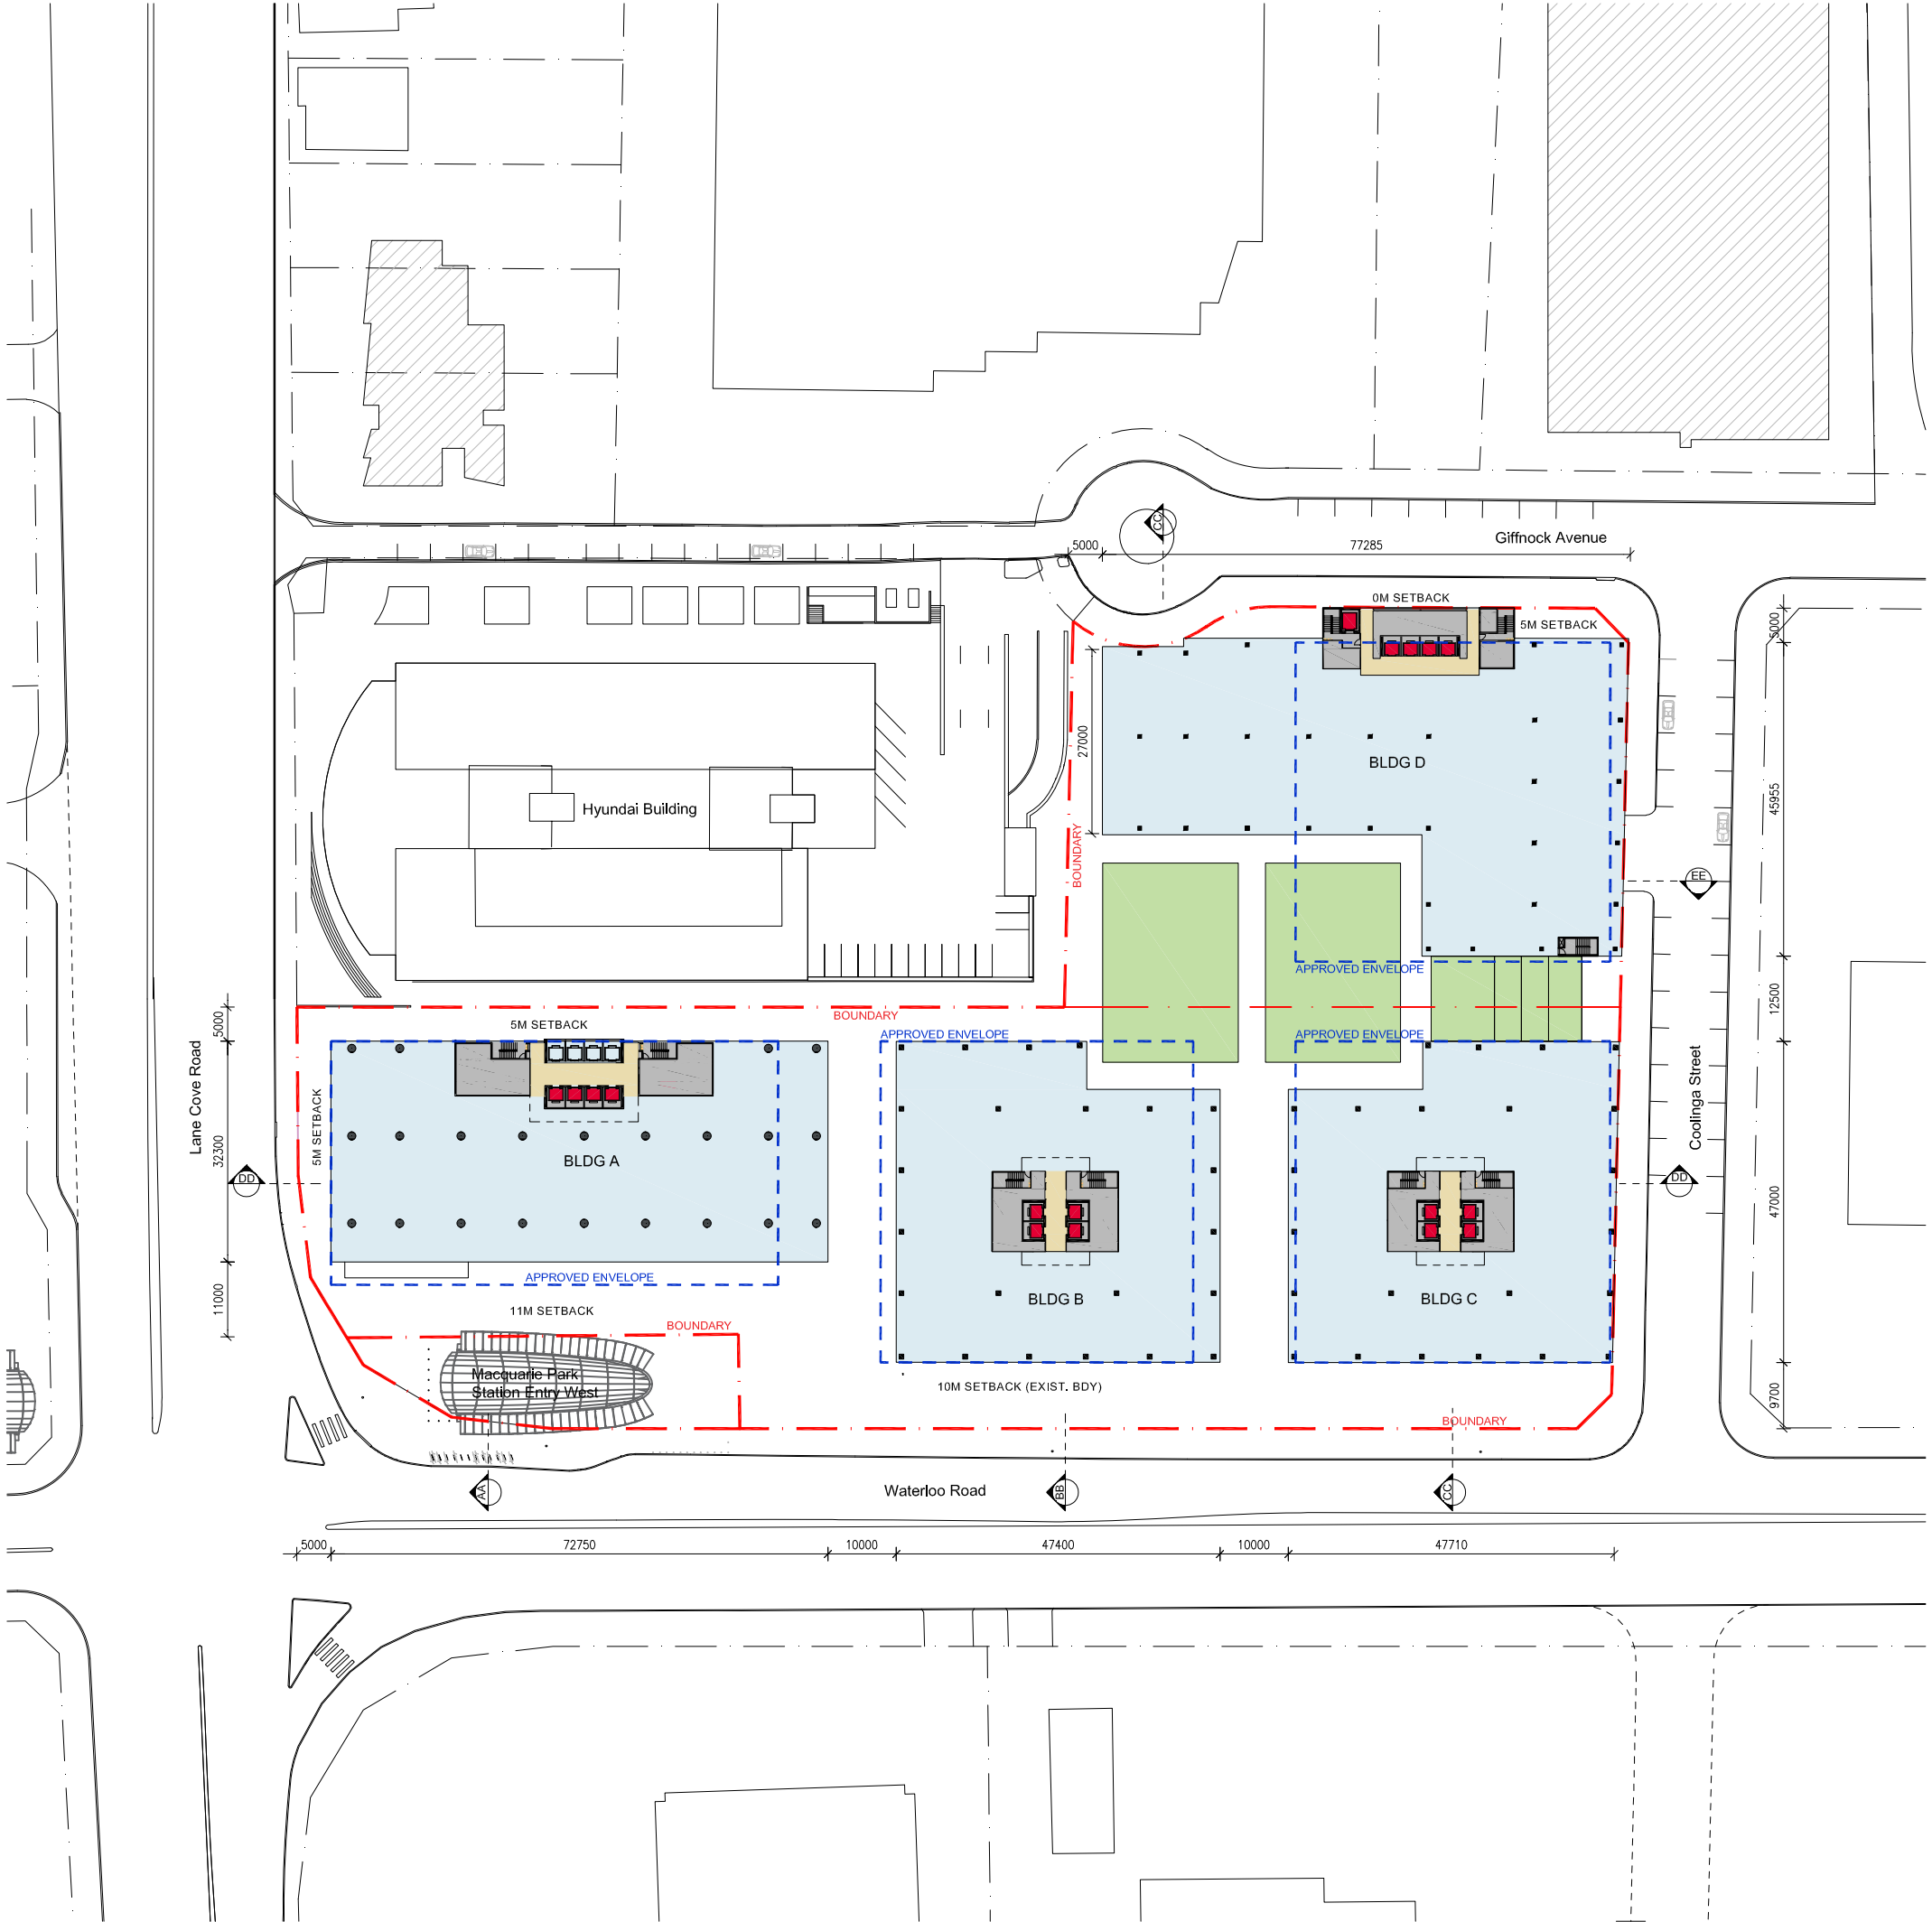 CC
Giffnock Avenue
5000
77285
0M SETBACK
5M SETBACK
5000
27000
BLDG D
45955
Hyundai Building
BOUNDARY
EE
APPROVED ENVELOPE
12500
BOUNDARY
5000
5M SETBACK
APPROVED ENVELOPE
APPROVED ENVELOPE
Lane Cove Road
5M SETBACK
32300
Coolinga Street
BLDG A
DD
DD
47000
APPROVED ENVELOPE
BLDG B
BLDG C
11000
11M SETBACK
BOUNDARY
Macquarie Park
Station Entry West
10M SETBACK (EXIST. BDY)
9700
BOUNDARY
AA
BB
CC
Waterloo Road
5000
72750
10000
47400
10000
47710